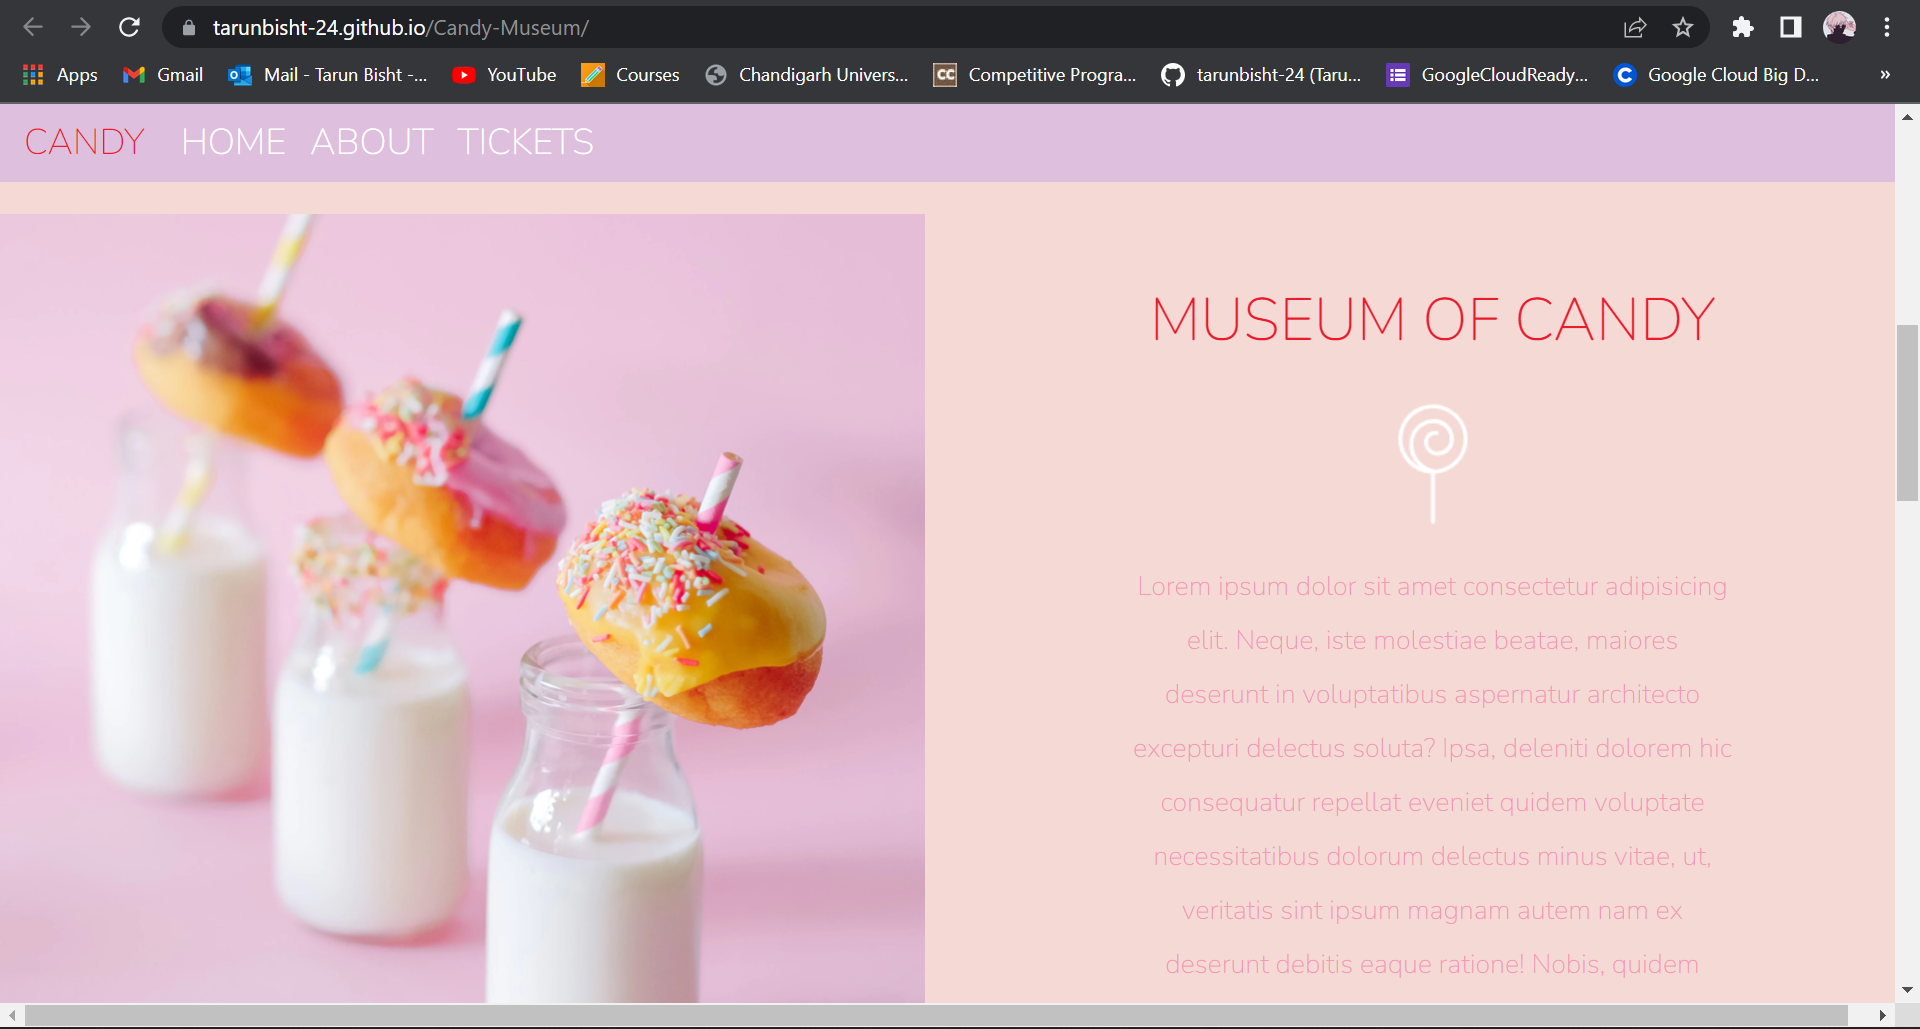 tarunbisht-24.github.io/Candy-Museum/
Apps Gmail Mail - Tarun Bisht -... YouTube Courses Chandigarh Univers... CC Competitive Progra... tarunbisht-24 (Taru... GoogleCloudReady... C Google Cloud Big D... »
CANDY HOME ABOUT TICKETS
MUSEUM OF CANDY
Lorem ipsum dolor sit amet consectetur adipisicing
elit. Neque, iste molestiae beatae, maiores
deserunt in voluptatibus aspernatur architecto
excepturi delectus soluta? Ipsa, deleniti dolorem hic
consequatur repellat eveniet quidem voluptate
necessitatibus dolorum delectus minus vitae, ut,
veritatis sint ipsum magnam autem nam ex
deserunt debitis eaque ratione! Nobis, quidem